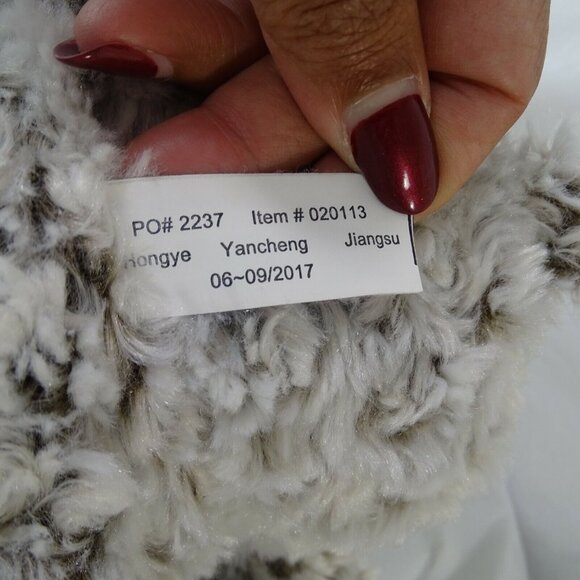 PO# 2237 Item # 020113
Hongye Yancheng Jiangsu
06~09/2017